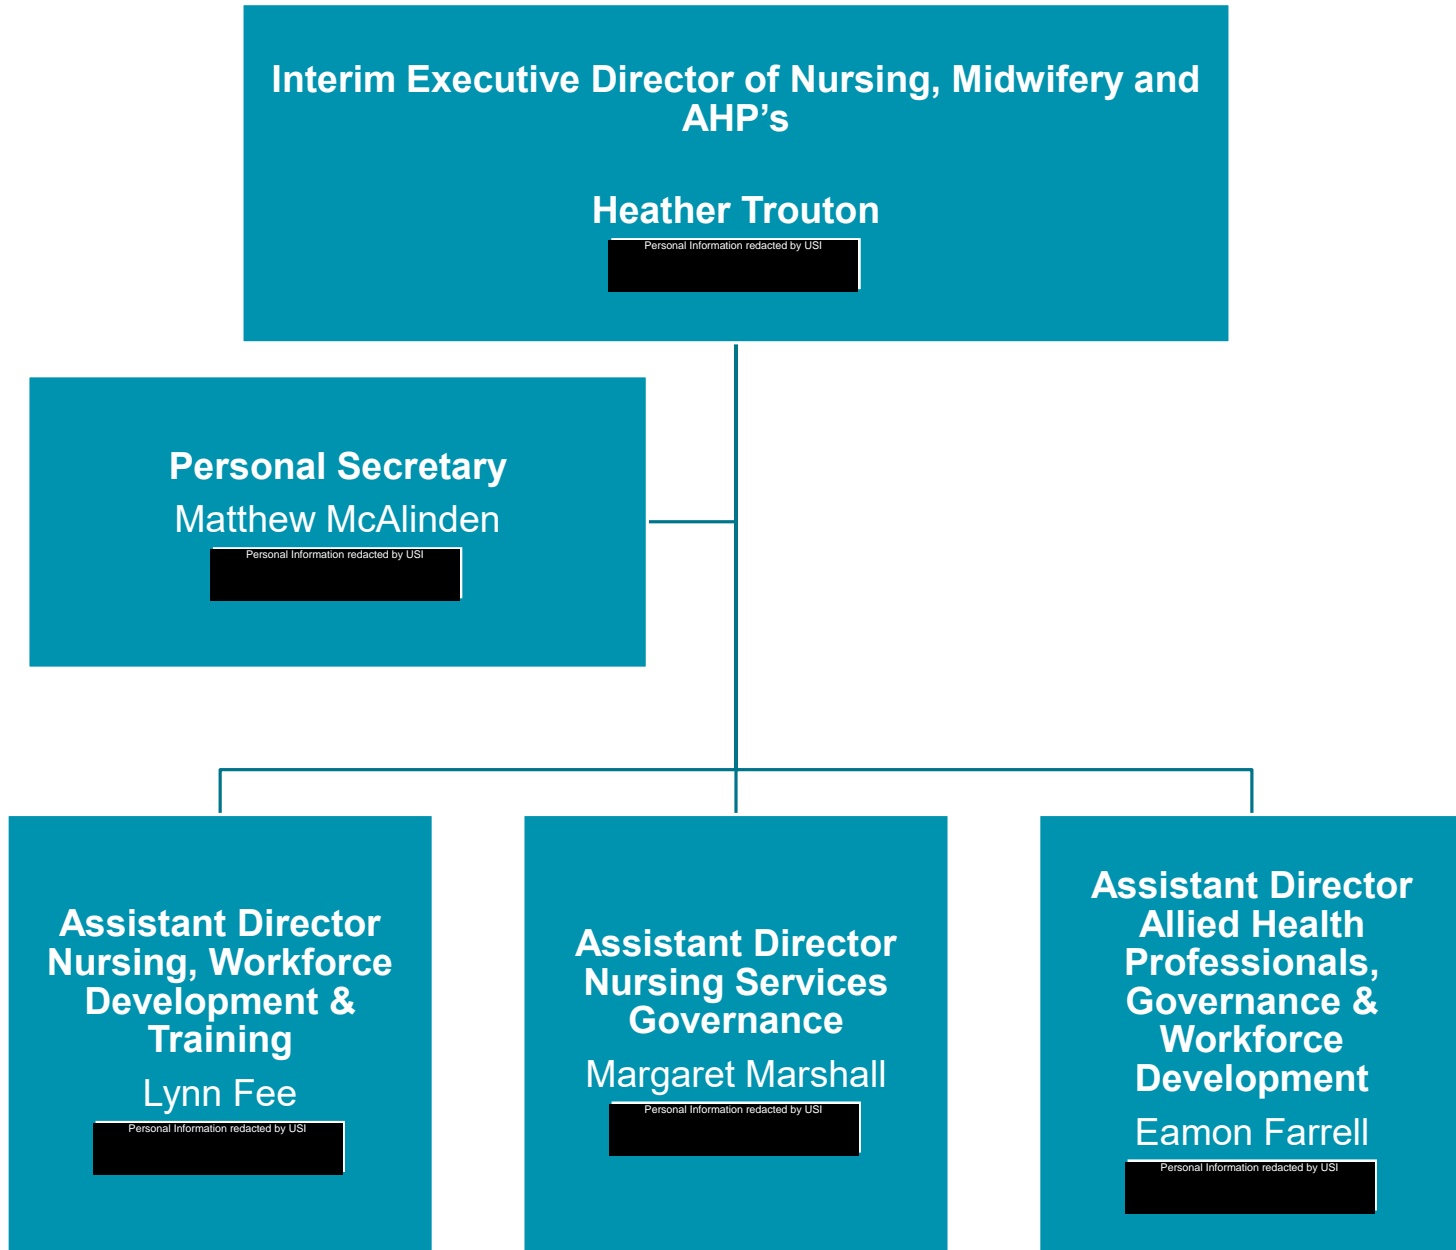 Interim Executive Director of Nursing, Midwifery and
AHP’s
Heather Trouton
Personal Information redacted by USI
Personal Secretary
Matthew McAlinden
Personal Information redacted by USI
Assistant Director
Nursing, Workforce
Development &
Training
Lynn Fee
Personal Information redacted by USI
Assistant Director
Nursing Services
Governance
Margaret Marshall
Personal Information redacted by USI
Assistant Director
Allied Health
Professionals,
Governance &
Workforce
Development
Eamon Farrell
Personal Information redacted by USI